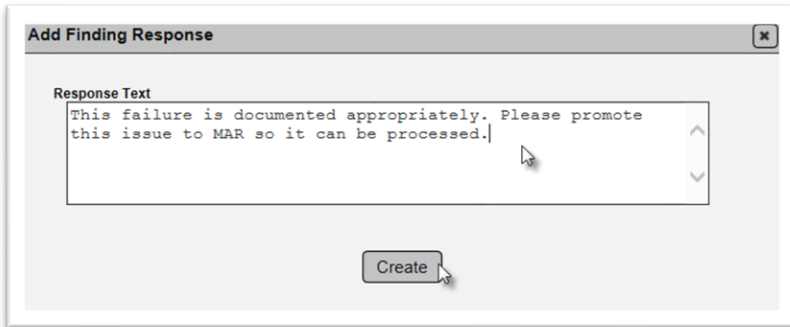 Add Finding Response
Response Text
This failure is documented appropriately. Please promote
this issue to MAR so it can be processed.
Create